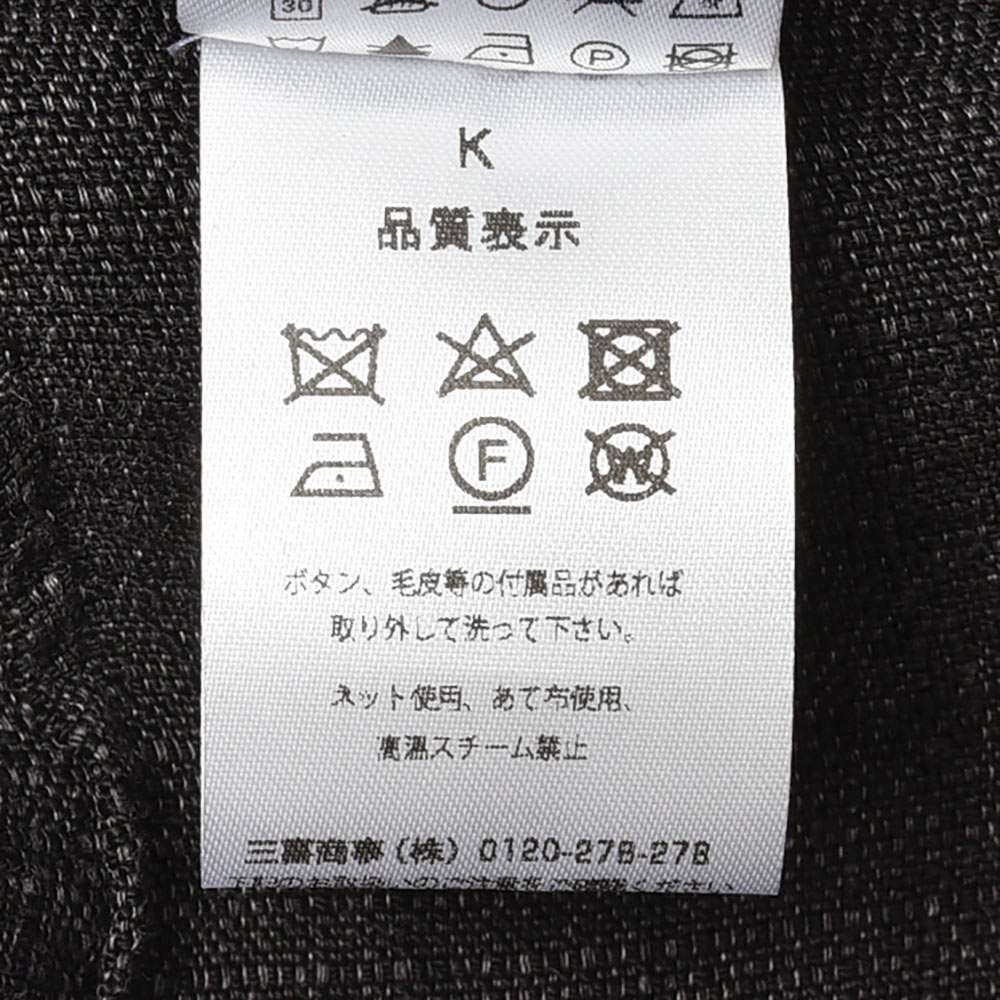 30
P
K
品質表示
F
W
ボタン、毛皮等の付属品があれば
取り外して洗って下さい。
ネット使用、あて布使用、
高温スチーム禁止
三喜商事(株) 0120-278-278